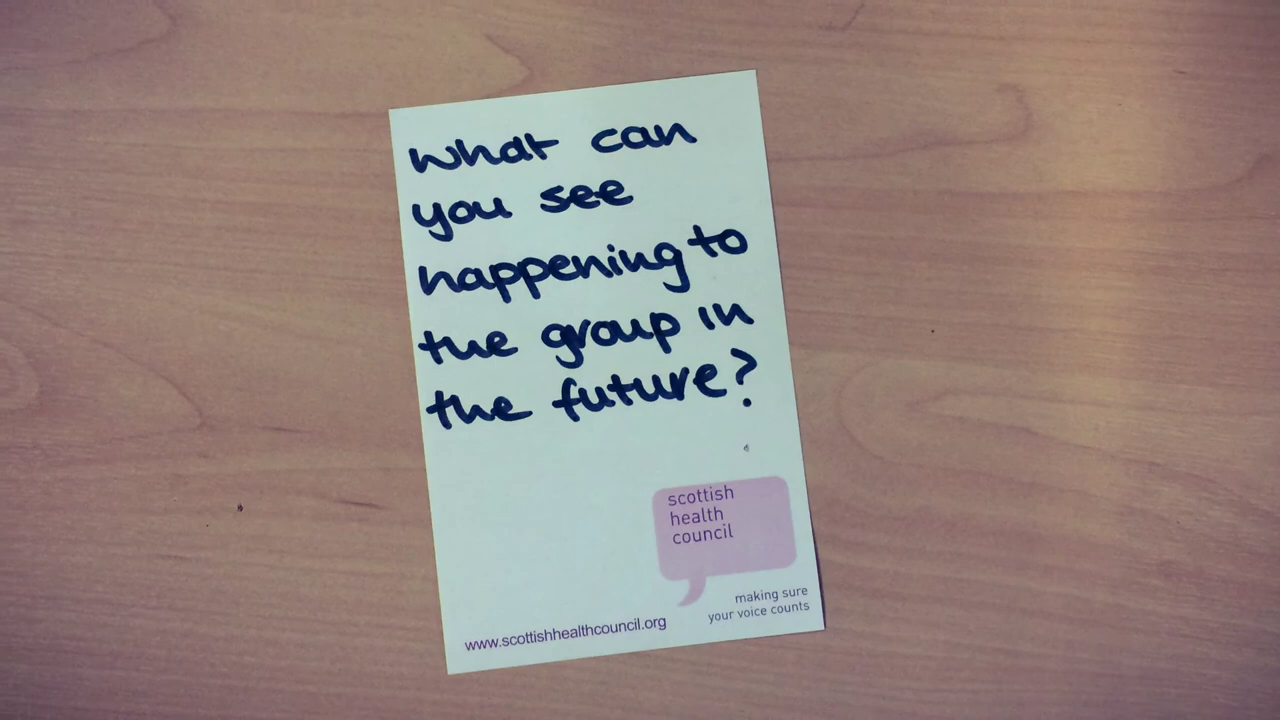 What can
you see
happening to
the group in
the future?
scottish
health
council
making sure
your voice counts
www.scottishhealthcouncil.org